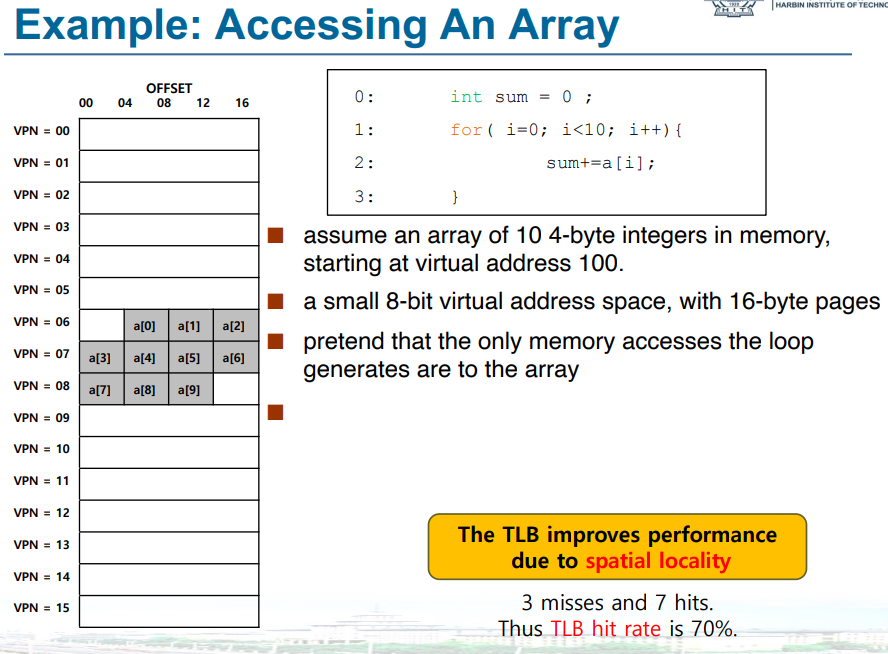 Example: Accessing An Array
HARBIN INSTITUTE OF TECHNO
OFFSET
00 04 08 12 16
VPN = 00
VPN = 01
VPN = 02
VPN = 03
VPN = 04
VPN = 05
VPN = 06 a[0] a[1] a[2]
VPN = 07 a[3] a[4] a[5] a[6]
VPN = 08 a[7] a[8] a[9]
VPN = 09
VPN = 10
VPN = 11
VPN = 12
VPN = 13
VPN = 14
VPN = 15
0: int sum = 0 ;
1: for( i=0; i<10; i++){
2: sum+=a[i];
3: }
assume an array of 10 4-byte integers in memory,
starting at virtual address 100.
a small 8-bit virtual address space, with 16-byte pages
pretend that the only memory accesses the loop
generates are to the array
The TLB improves performance
due to spatial locality
3 misses and 7 hits.
Thus TLB hit rate is 70%.